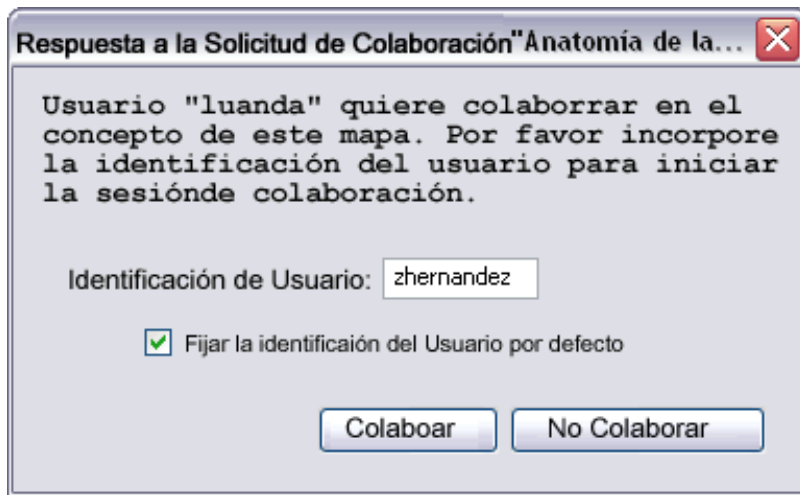 Respuesta a la Solicitud de Colaboración"Anatomía de la...
Usuario "luanda" quiere colaborrar en el
concepto de este mapa. Por favor incorpore
la identificación del usuario para iniciar
la sesiónde colaboración.
Identificación de Usuario: zhernandez
Fijar la identificaión del Usuario por defecto
Colaboar No Colaborar